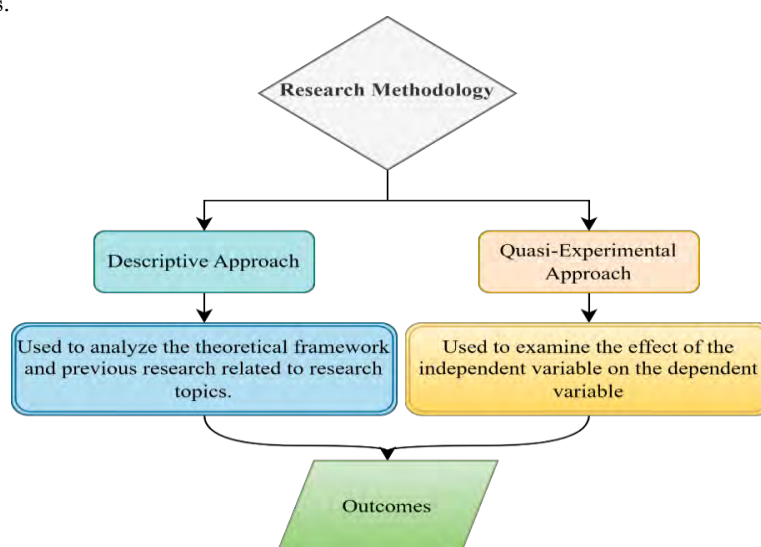 s.
Research Methodology
Descriptive Approach
Quasi-Experimental
Approach
Used to analyze the theoretical framework
and previous research related to research
topics.
Used to examine the effect of the
independent variable on the dependent
variable
Outcomes